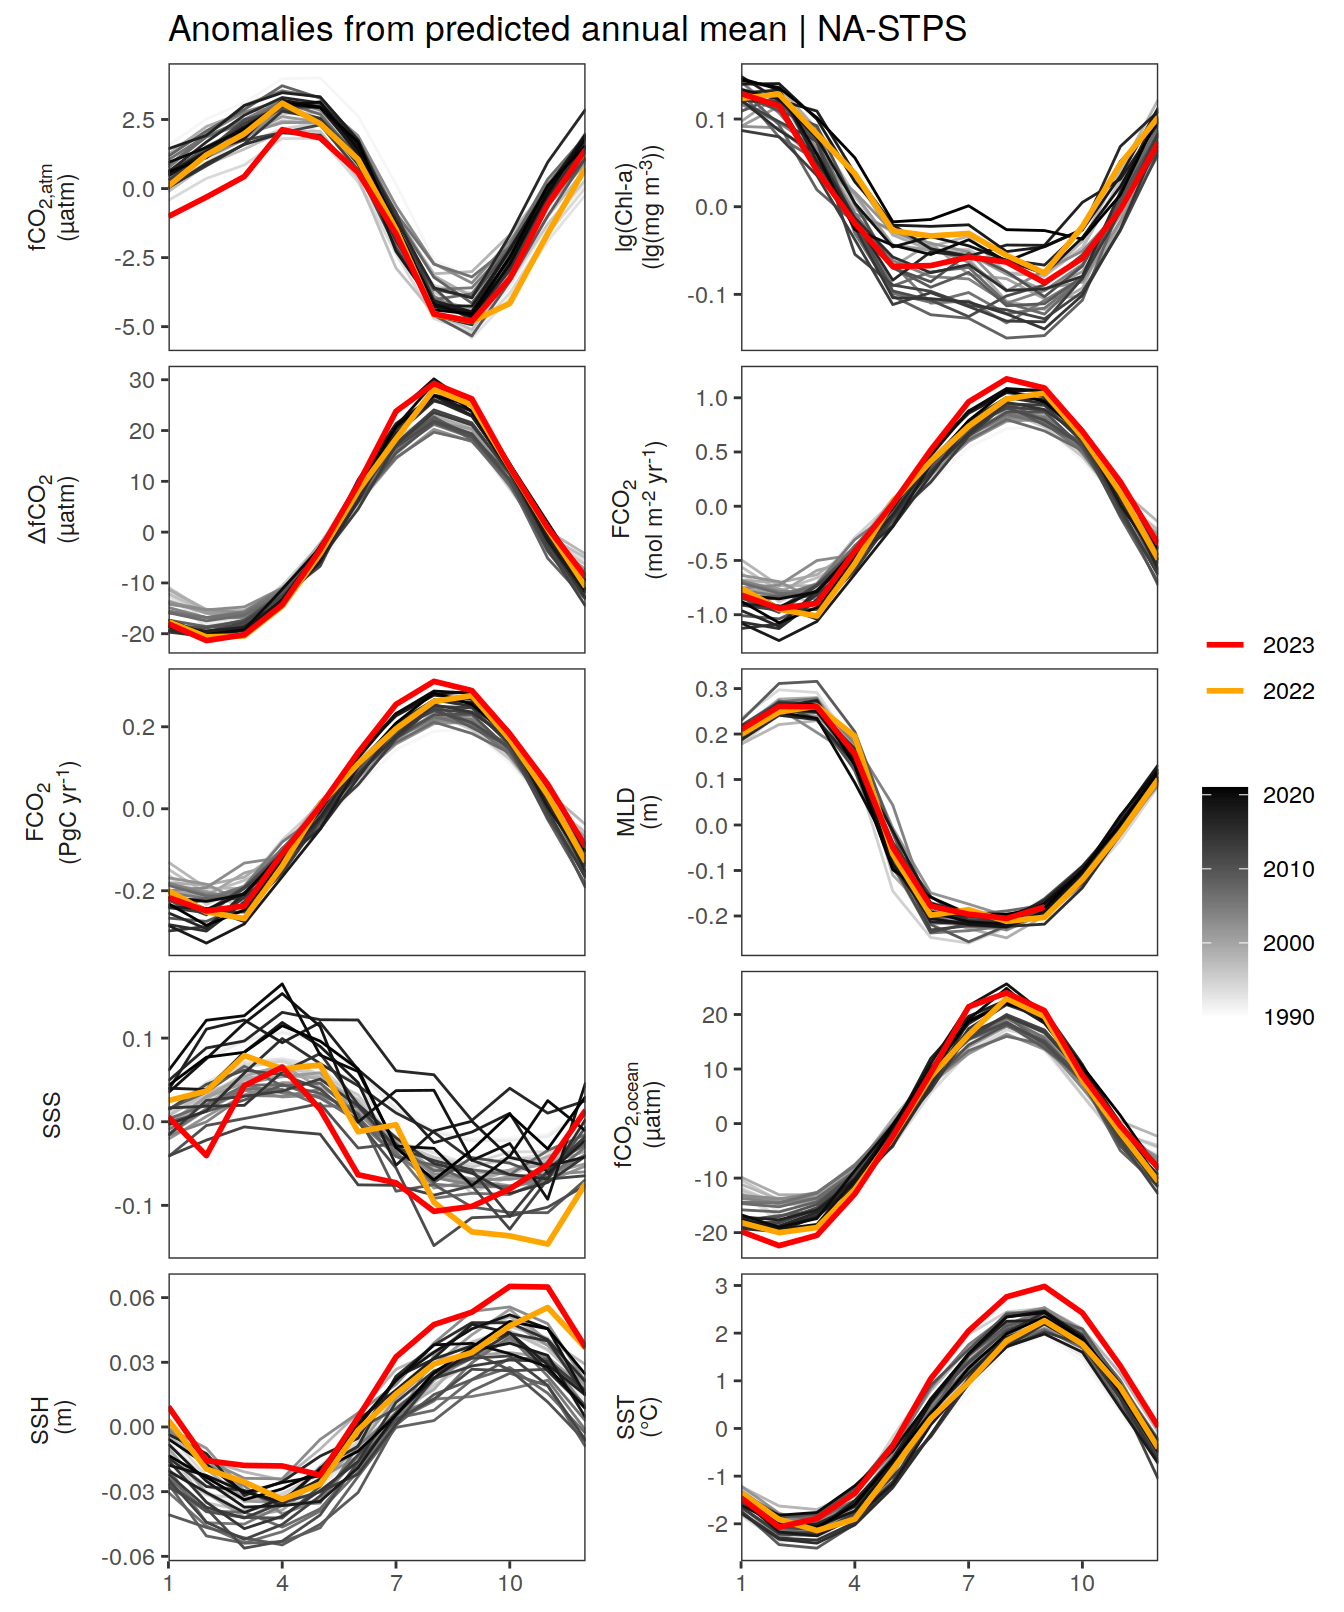 Anomalies from predicted annual mean | NA-STPS
fCO2,atm
(µatm)
2.5
0.0
-2.5
-5.0
lg(Chl-a)
(lg(mg m-3))
0.1
0.0
-0.1
ΔfCO2
(µatm)
30
20
10
0
-10
-20
FCO2
(mol m-2 yr-1)
1.0
0.5
0.0
-0.5
-1.0
FCO2
(PgC yr-1)
0.2
0.0
-0.2
MLD
(m)
0.3
0.2
0.1
0.0
-0.1
-0.2
SSS
0.1
0.0
-0.1
fCO2,ocean
(µatm)
20
10
0
-10
-20
SSH
(m)
0.06
0.03
0.00
-0.03
-0.06
SST
(°C)
3
2
1
0
-1
-2
1 4 7 10
1 4 7 10
2023
2022
2020
2010
2000
1990